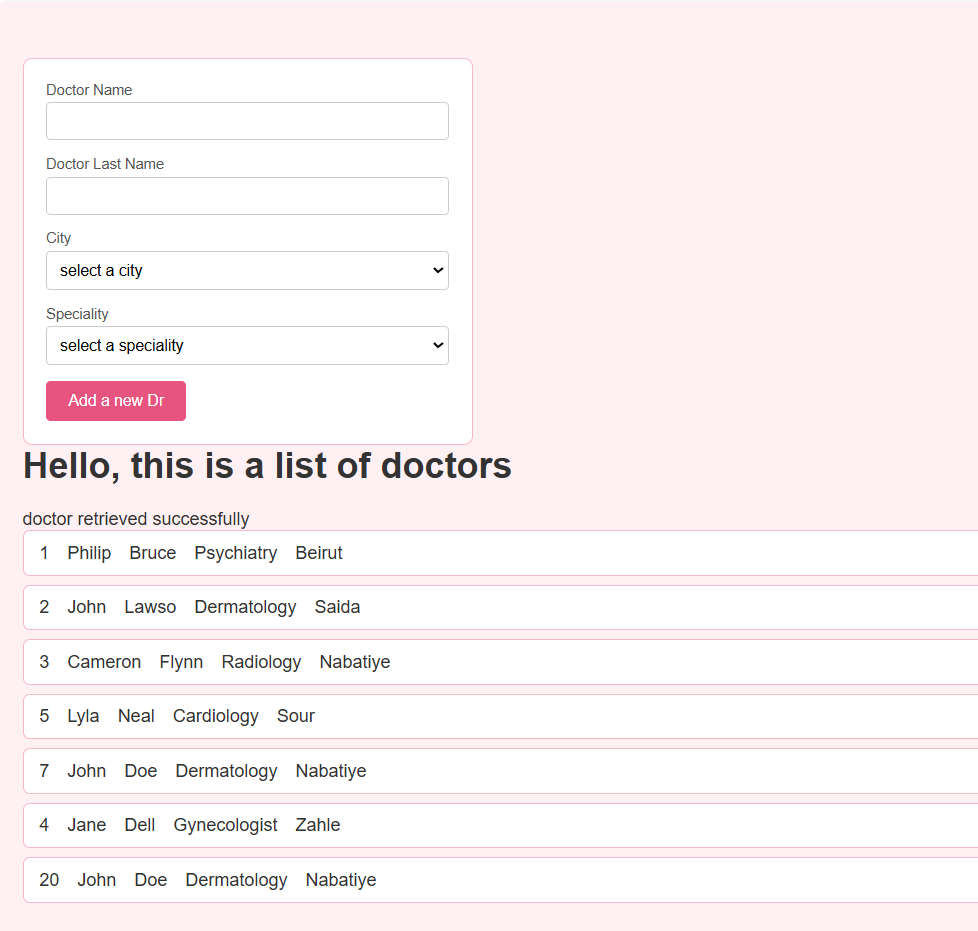 Doctor Name
Doctor Last Name
City
select a city
Speciality
select a speciality
Add a new Dr
Hello, this is a list of doctors
doctor retrieved successfully
1 Philip Bruce Psychiatry Beirut
2 John Lawso Dermatology Saida
3 Cameron Flynn Radiology Nabatiye
5 Lyla Neal Cardiology Sour
7 John Doe Dermatology Nabatiye
4 Jane Dell Gynecologist Zahle
20 John Doe Dermatology Nabatiye